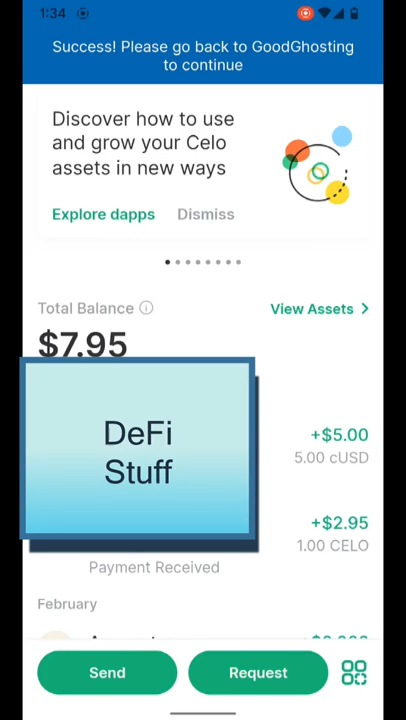 1:34
Success! Please go back to GoodGhosting
to continue
Discover how to use
and grow your Celo
assets in new ways
Explore dapps Dismiss
Total Balance
View Assets >
$7.95
DeFi
Stuff
+$5.00
5.00 cUSD
+$2.95
1.00 CELO
Payment Received
February
Send Request